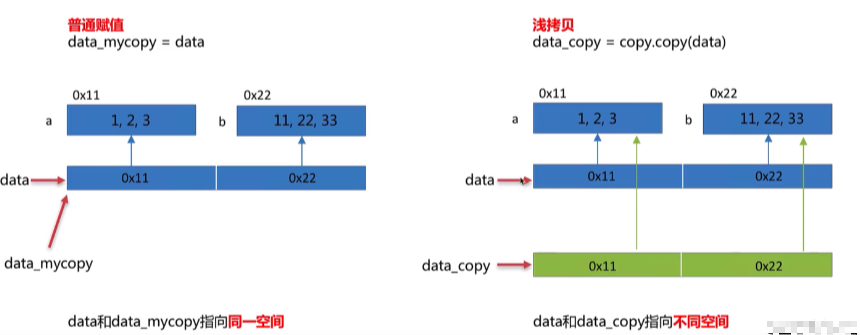 普通赋值
data_mycopy = data
0x11
0x22
a
1, 2, 3
b
11, 22, 33
data
0x11
0x22
data_mycopy
data和data_mycopy指向同一空间
浅拷贝
data_copy = copy.copy(data)
0x11
0x22
a
1, 2, 3
b
11, 22, 33
data
0x11
0x22
data_copy
0x11
0x22
data和data_copy指向不同空间